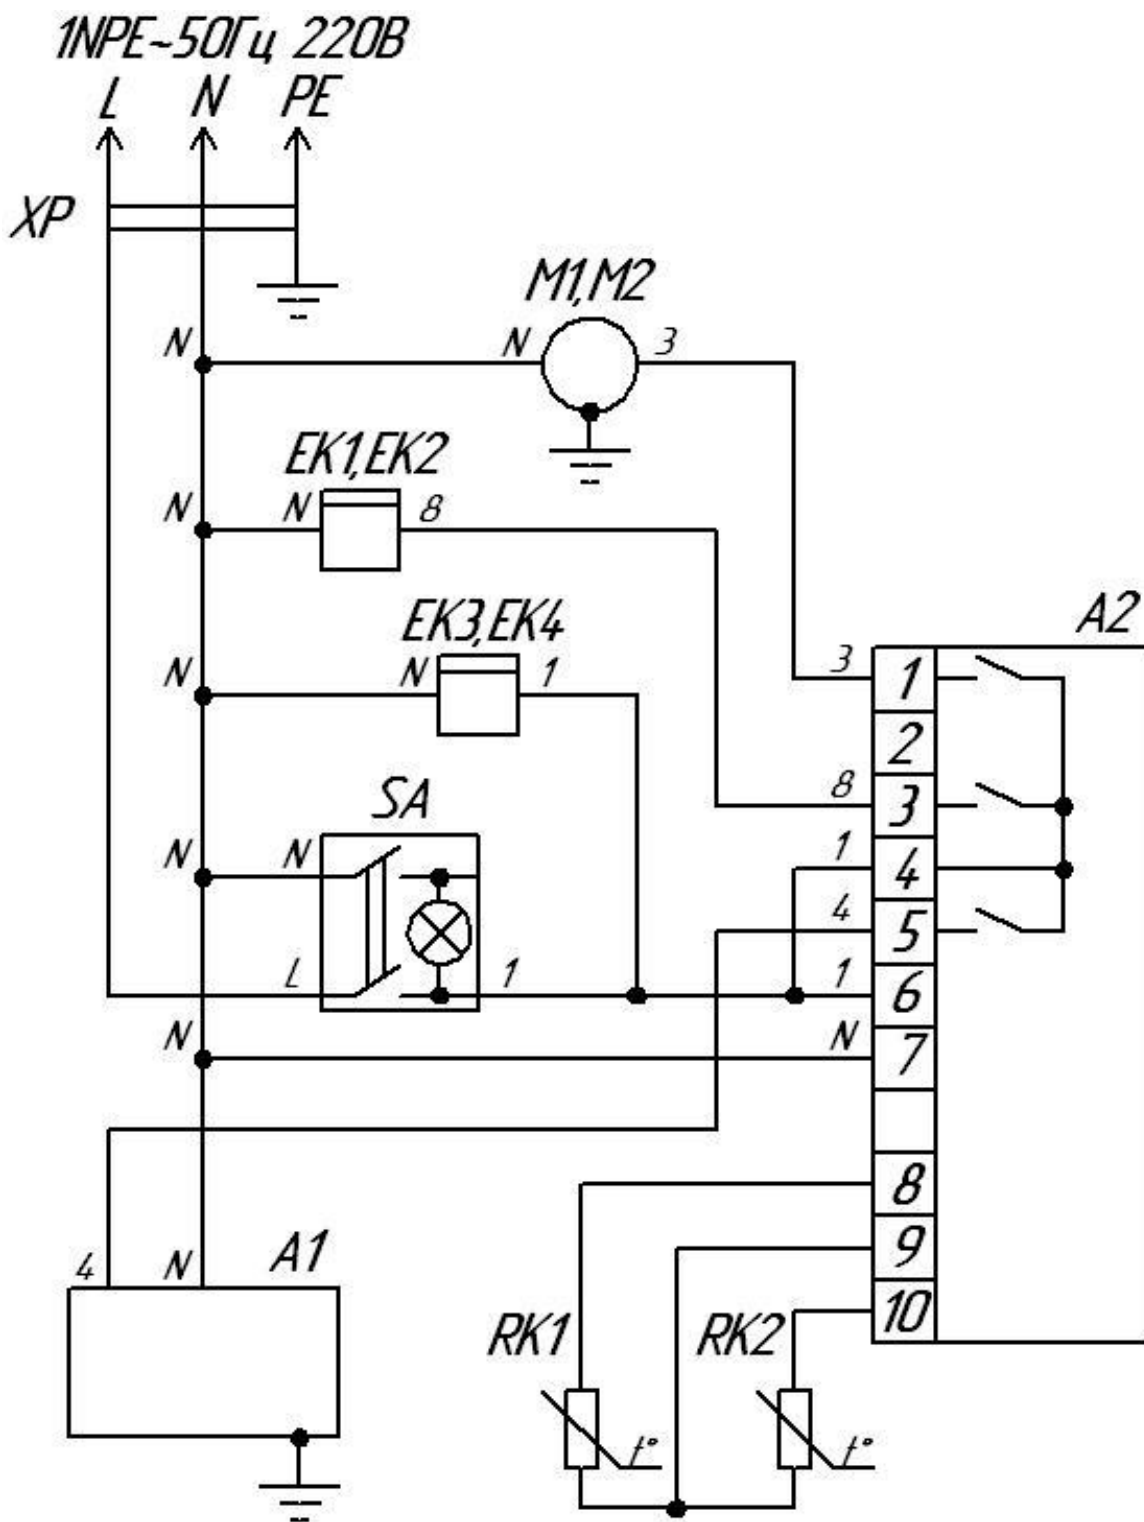 1NPE~50Гц 220В
L N PE
XP
M1,M2
N N 3
EK1,EK2
N N 8
EK3,EK4
A2
N N 1
3 1
2
SA
8 3
N N
1 4
4 5
L 1 1 6
N N 7
8
9
4 N A1
10
RK1 RK2
t° t°